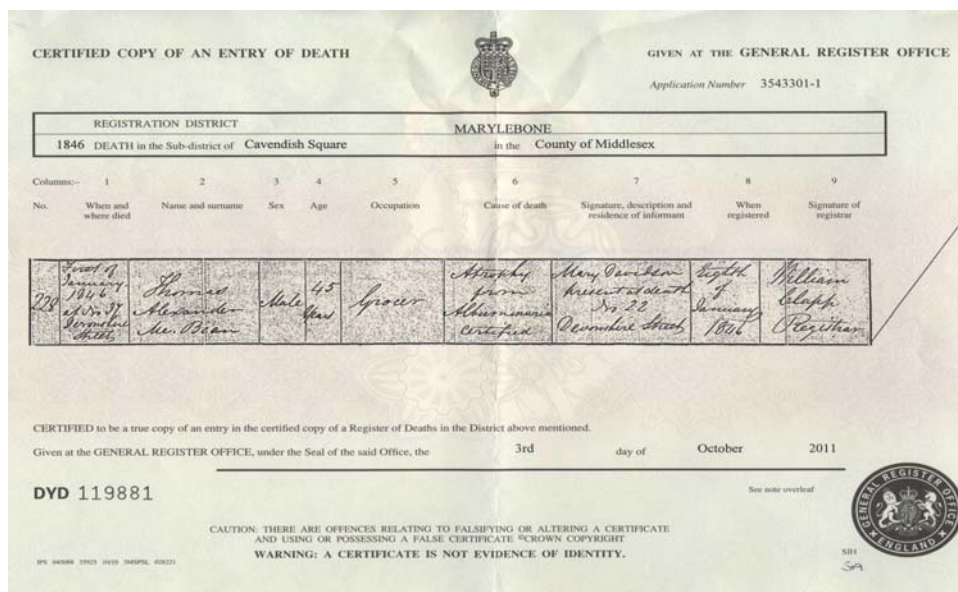 CERTIFIED COPY OF AN ENTRY OF DEATH
GIVEN AT THE GENERAL REGISTER OFFICE
Application Number 3543301-1
REGISTRATION DISTRICT MARYLEBONE
1846 DEATH in the Sub-district of Cavendish Square in the County of Middlesex
Columns:- 1 2 3 4 5 6 7 8 9
No. When and where died Name and surname Sex Age Occupation Cause of death Signature, description and residence of informant When registered Signature of registrar
228
First of
January
1846
at No 37
Devonshire
Street
Thomas
Alexander
Mc. Bean
Male
45
Years
Grocer
Atrophy
from
Albuminaria
Certified
Mary Davidson
Present at death
No 22
Devonshire Street
Eighth
of
January
1846
William
Clapp
Registrar
CERTIFIED to be a true copy of an entry in the certified copy of a Register of Deaths in the District above mentioned.
Given at the GENERAL REGISTER OFFICE, under the Seal of the said Office, the 3rd day of October 2011
DYD 119881
See note overleaf
CAUTION: THERE ARE OFFENCES RELATING TO FALSIFYING OR ALTERING A CERTIFICATE
AND USING OR POSSESSING A FALSE CERTIFICATE ©CROWN COPYRIGHT
WARNING: A CERTIFICATE IS NOT EVIDENCE OF IDENTITY.
GENERAL REGISTER OFFICE
ENGLAND